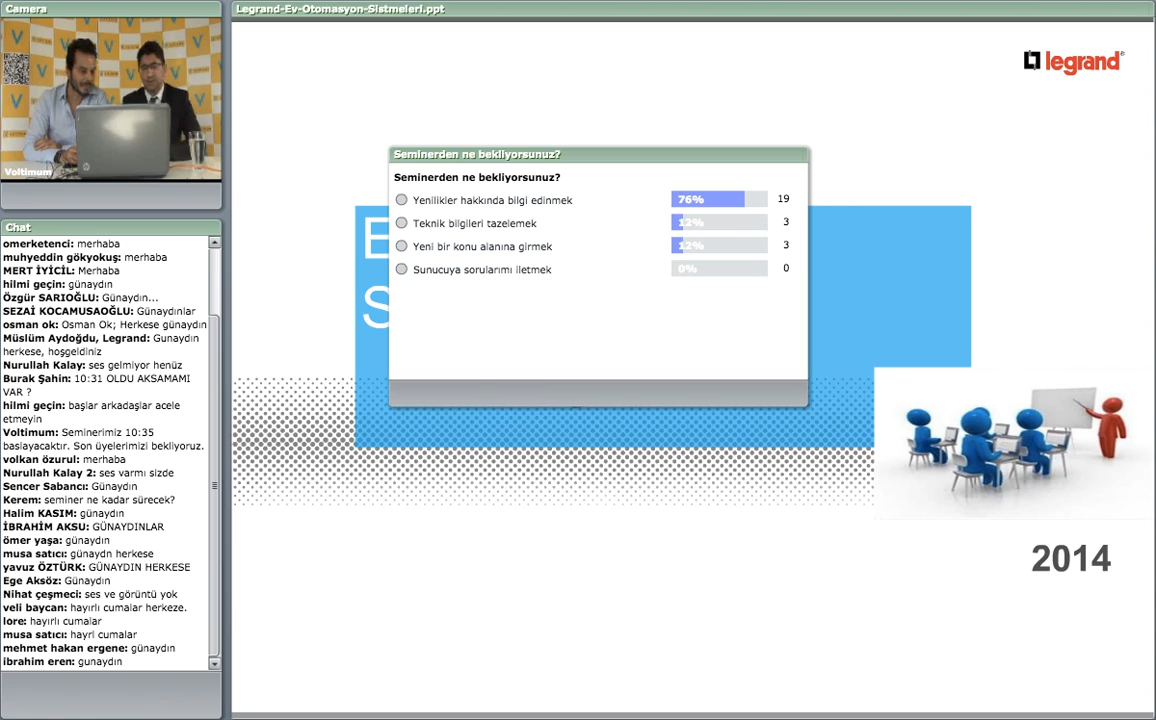 Camera
Voltimum
Chat
omerketenci: merhaba
muhyeddin gökyokuş: merhaba
MERT İYİCİL: Merhaba
hilmi geçin: günaydın
Özgür SARIOĞLU: Günaydın...
SEZAİ KOCAMUSAOĞLU: Günaydınlar
osman ok: Osman Ok; Herkese günaydın
Müslüm Aydoğdu, Legrand: Gunaydın
herkese, hoşgeldiniz
Nurullah Kalay: ses gelmiyor henüz
Burak Şahin: 10:31 OLDU AKSAMAMI
VAR ?
hilmi geçin: başlar arkadaşlar acele
etmeyin
Voltimum: Seminerimiz 10:35
baslayacaktır. Son üyelerimizi bekliyoruz.
volkan özurul: merhaba
Nurullah Kalay 2: ses varmı sizde
Sencer Sabancı: Günaydın
Kerem: seminer ne kadar sürecek?
Halim KASIM: günaydın
İBRAHİM AKSU: GÜNAYDINLAR
ömer yaşa: günaydın
musa satıcı: günaydn herkese
yavuz ÖZTÜRK: GÜNAYDIN HERKESE
Ege Aksöz: Günaydın
Nihat çeşmeci: ses ve görüntü yok
veli baycan: hayırlı cumalar herkeze.
lore: hayırlı cumalar
musa satıcı: hayrl cumalar
mehmet hakan ergene: günaydın
ibrahim eren: gunaydın
Legrand-Ev-Otomasyon-Sistmeleri.ppt
legrand®
E
S
Seminerden ne bekliyorsunuz?
Seminerden ne bekliyorsunuz?
Yenilikler hakkında bilgi edinmek 76% 19
Teknik bilgileri tazelemek 12% 3
Yeni bir konu alanına girmek 12% 3
Sunucuya sorularımı iletmek 0% 0
2014